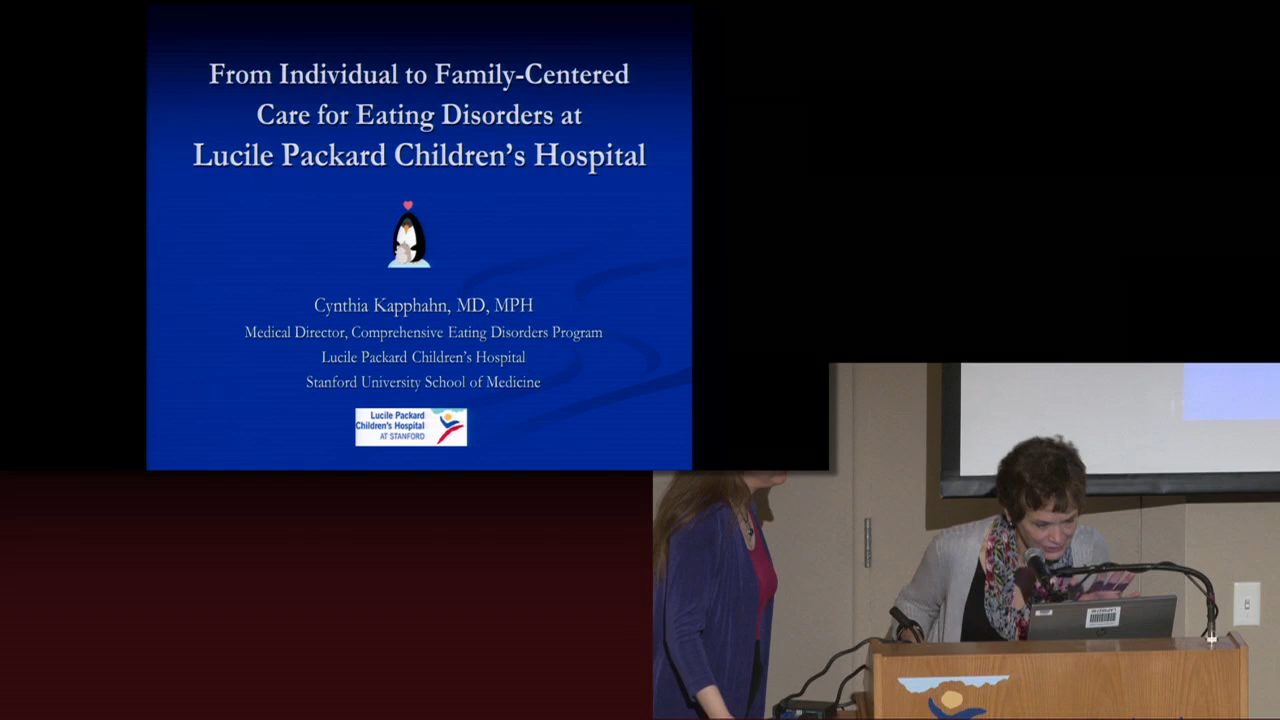 From Individual to Family-Centered
Care for Eating Disorders at
Lucile Packard Children's Hospital
Cynthia Kapphahn, MD, MPH
Medical Director, Comprehensive Eating Disorders Program
Lucile Packard Children's Hospital
Stanford University School of Medicine
Lucile Packard
Children's Hospital
AT STANFORD